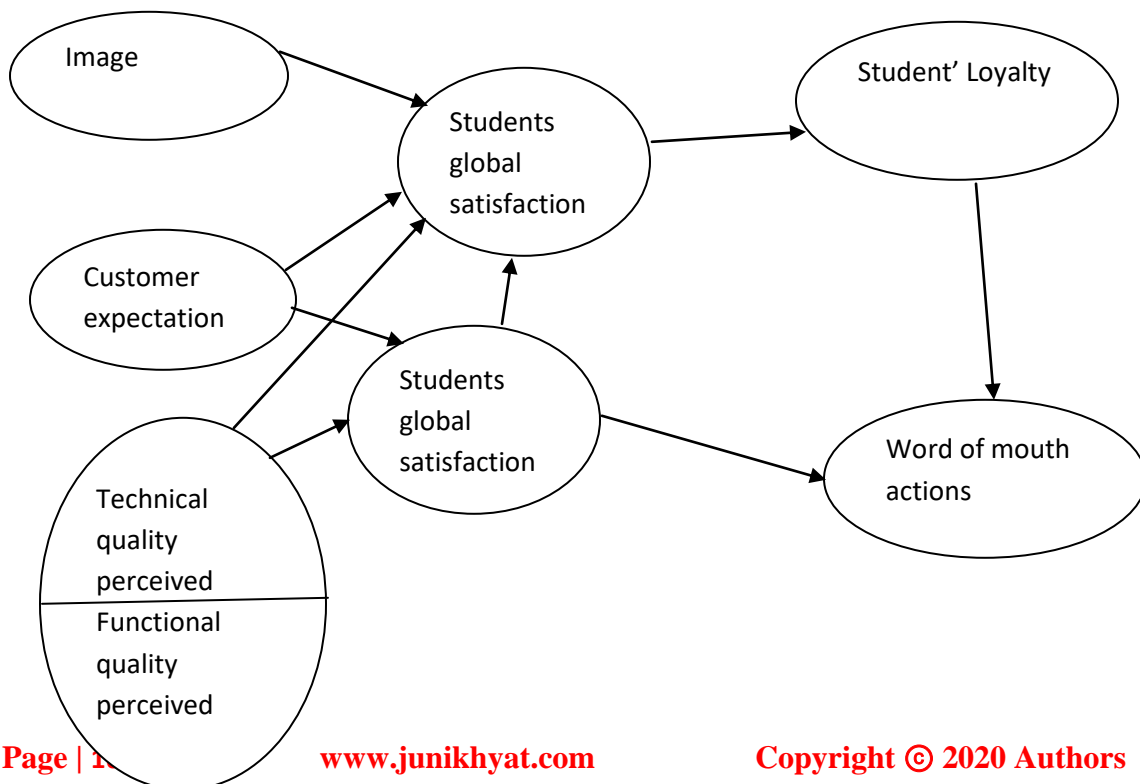 Image
Student’ Loyalty
Students
global
satisfaction
Customer
expectation
Students
global
satisfaction
Word of mouth
actions
Technical
quality
perceived
Functional
quality
perceived
Page | www.junikhyat.com Copyright © 2020 Authors